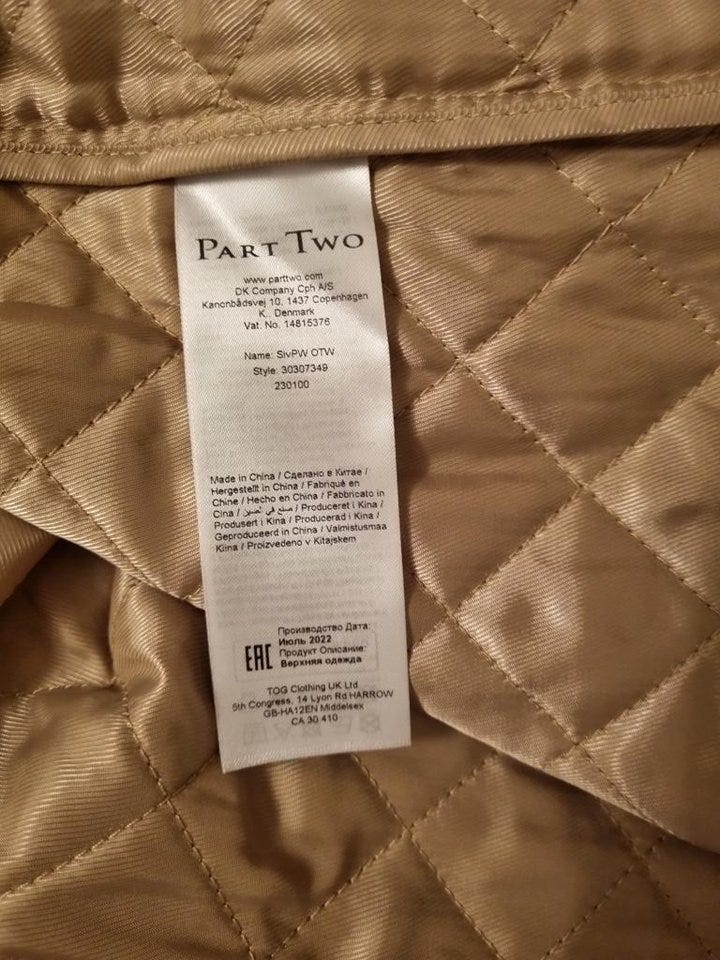 PART TWO
www.parttwo.com
DK Company Cph A/S
Kanonbådsvej 10, 1437 Copenhagen
K., Denmark
Vat. No. 14815376
Name: SivPW OTW
Style: 30307349
230100
Made in China / Сделано в Китае /
Hergestellt in China / Fabriqué en
Chine / Hecho en China / Fabbricato in
Cina / صنع في الصين / Produceret i Kina /
Produsert i Kina / Producerad i Kina /
Geproduceerd in China / Valmistusmaa
Kiina / Proizvedeno v Kitajskem
Производство Дата:
Июль 2022
EAC Продукт Описание:
Верхняя одежда
TOG Clothing UK Ltd
5th Congress, 14 Lyon Rd HARROW
GB-HA12EN Middelsex
CA 30 410